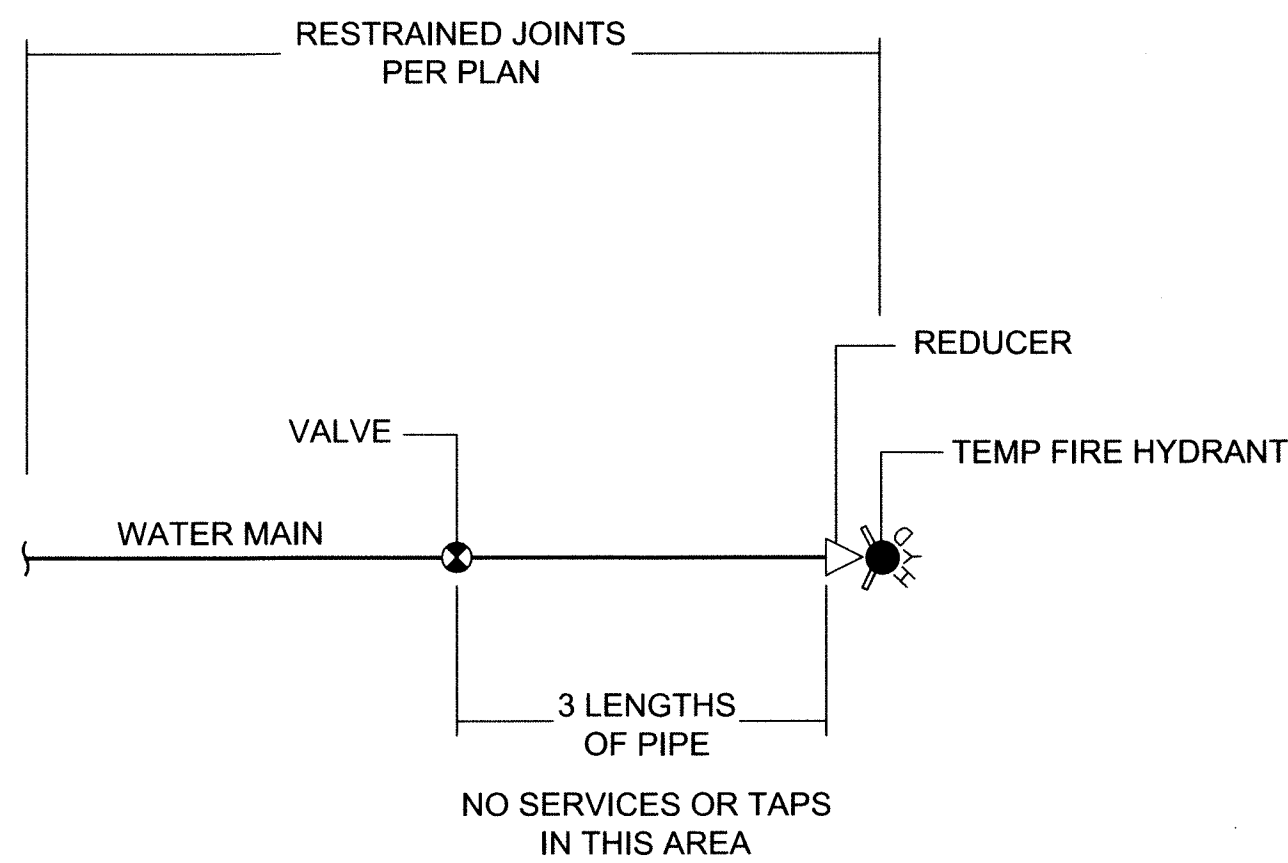 RESTRAINED JOINTS
PER PLAN
REDUCER
VALVE
TEMP FIRE HYDRANT
WATER MAIN
HYD
3 LENGTHS
OF PIPE
NO SERVICES OR TAPS
IN THIS AREA